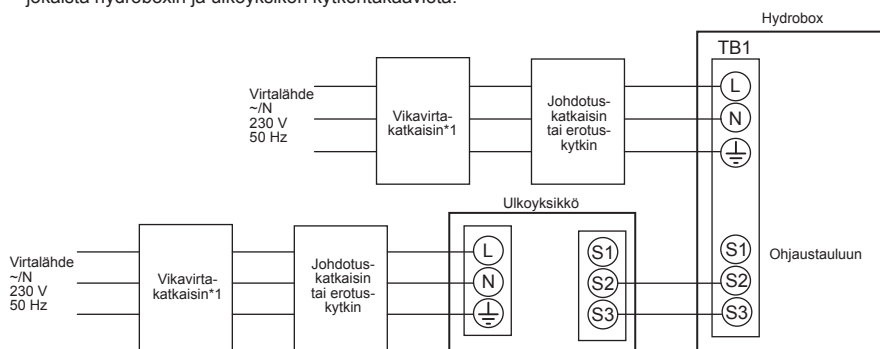 jokaista hydroboxin ja ulkoyksikön kytkentäkaaviota.
Hydrobox
TB1
Virtalähde
~/N
230 V
50 Hz
Vikavirta-
katkaisin*1
Johdotus-
katkaisin
tai erotus-
kytkin
L
N
Ulkoyksikkö
Virtalähde
~/N
230 V
50 Hz
Vikavirta-
katkaisin*1
Johdotus-
katkaisin
tai erotus-
kytkin
L
N
S1
S2
S3
S1
S2
S3
Ohjaustauluun